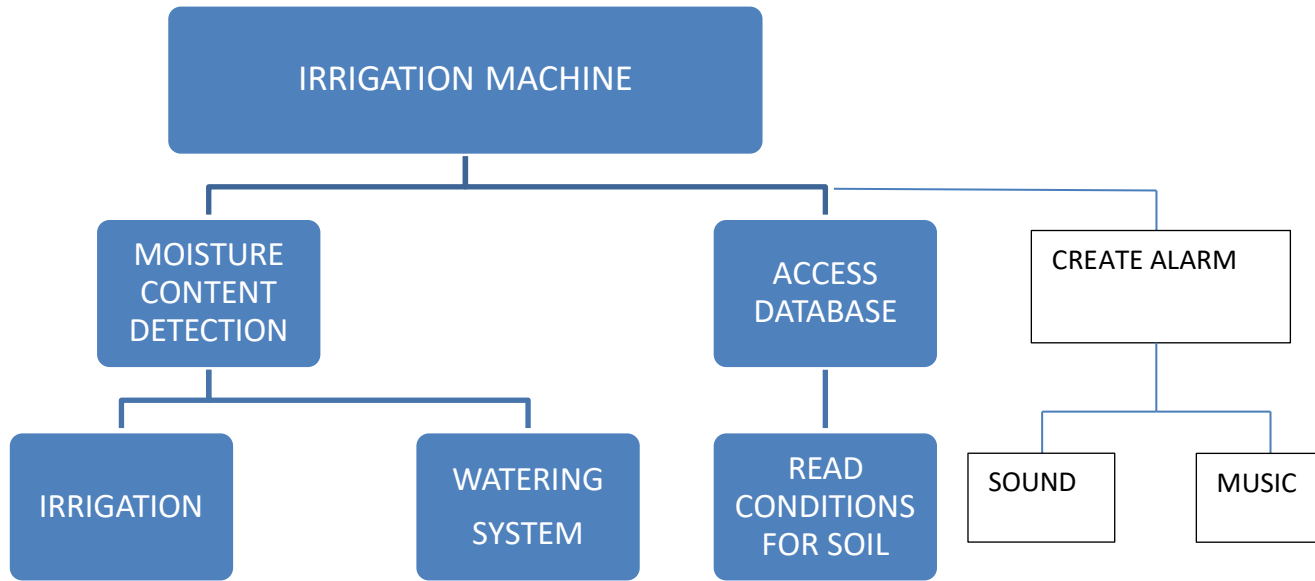 IRRIGATION MACHINE
MOISTURE
CONTENT
DETECTION
ACCESS
DATABASE
CREATE ALARM
IRRIGATION
WATERING
SYSTEM
READ
CONDITIONS
FOR SOIL
SOUND
MUSIC